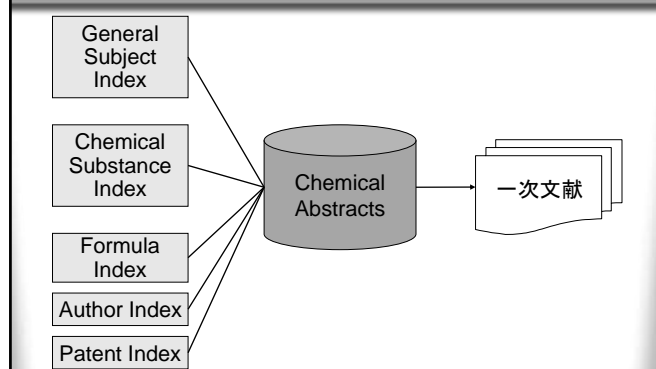 General
Subject
Index
Chemical
Substance
Index
Formula
Index
Author Index
Patent Index
Chemical
Abstracts
一次文献